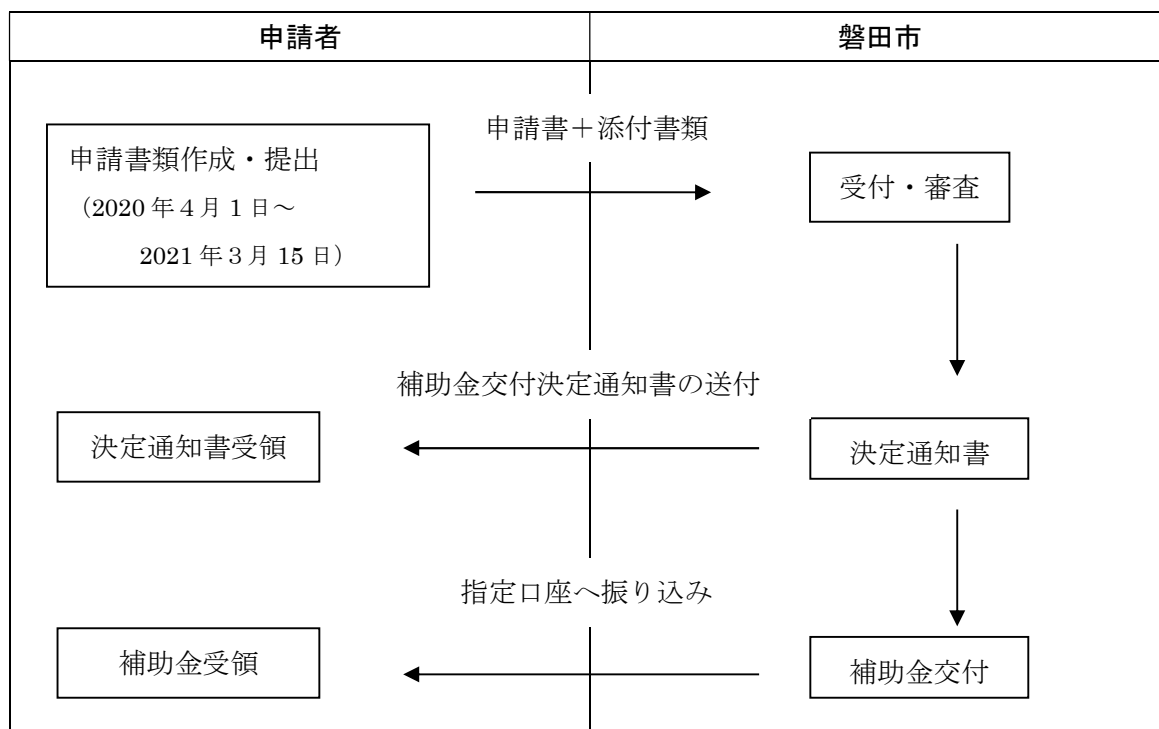 申請者
磐田市
申請書+添付書類
申請書類作成・提出
(2020年4月1日~
2021年3月15日)
受付・審査
補助金交付決定通知書の送付
決定通知書受領
決定通知書
指定口座へ振り込み
補助金受領
補助金交付